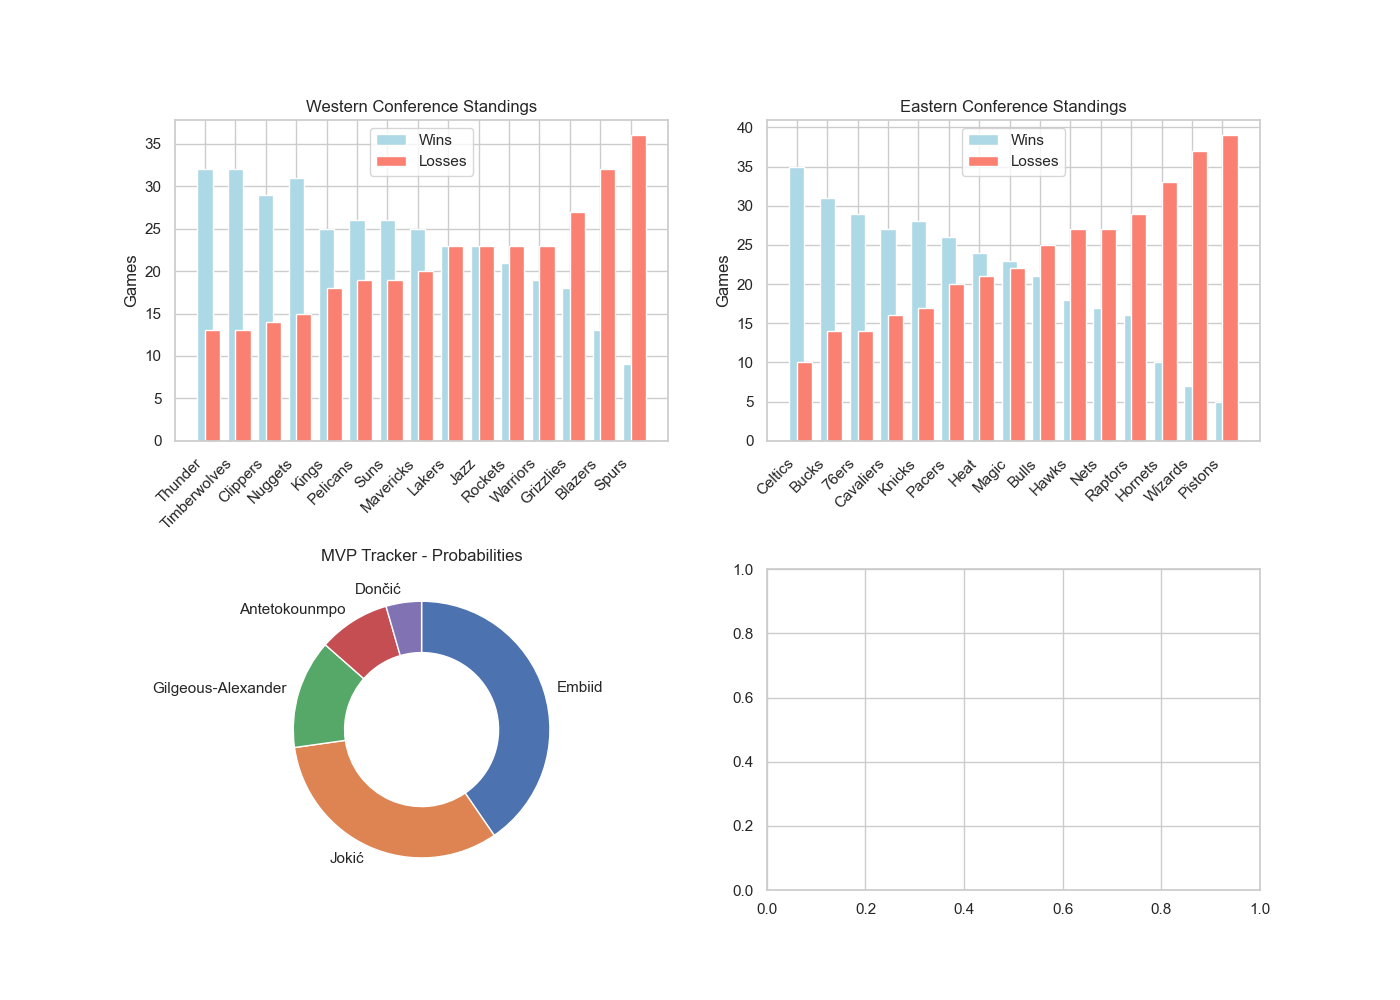 Western Conference Standings
Wins
Losses
Games
35
30
25
20
15
10
5
0
Thunder
Timberwolves
Clippers
Nuggets
Kings
Pelicans
Suns
Mavericks
Lakers
Jazz
Rockets
Warriors
Grizzlies
Blazers
Spurs
Eastern Conference Standings
Wins
Losses
Games
40
35
30
25
20
15
10
5
0
Celtics
Bucks
76ers
Cavaliers
Knicks
Pacers
Heat
Magic
Bulls
Hawks
Nets
Raptors
Hornets
Wizards
Pistons
MVP Tracker - Probabilities
Dončić
Antetokounmpo
Gilgeous-Alexander
Embiid
Jokić
1.0
0.8
0.6
0.4
0.2
0.0
0.0 0.2 0.4 0.6 0.8 1.0